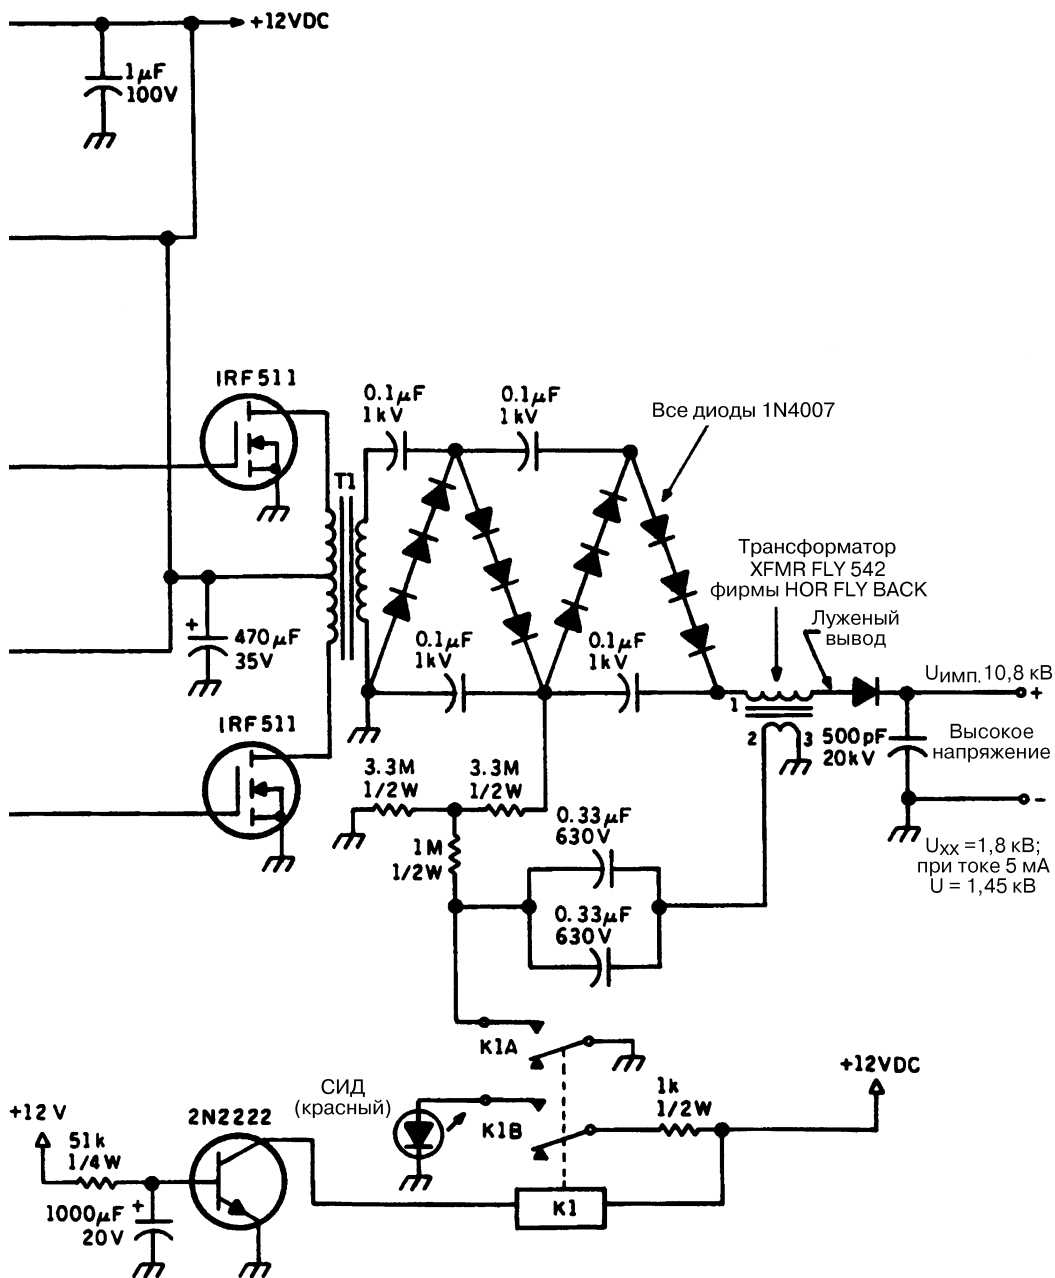 +12VDC
1µF
100V
IRF511
0.1µF
1kV
0.1µF
1kV
Все диоды 1N4007
T1
Трансформатор
XFMR FLY 542
фирмы HOR FLY BACK
Луженый
вывод
470µF
35V
+
0.1µF
1kV
0.1µF
1kV
Uимп. 10,8 кВ
+
1
2
3
500pF
20kV
Высокое
напряжение
-
IRF511
3.3M
1/2W
3.3M
1/2W
1M
1/2W
0.33µF
630V
0.33µF
630V
Uxx =1,8 кВ;
при токе 5 мА
U = 1,45 кВ
K1A
+12VDC
СИД
(красный)
K1B
1k
1/2W
+12V
51k
1/4W
2N2222
1000µF
20V
+
K1